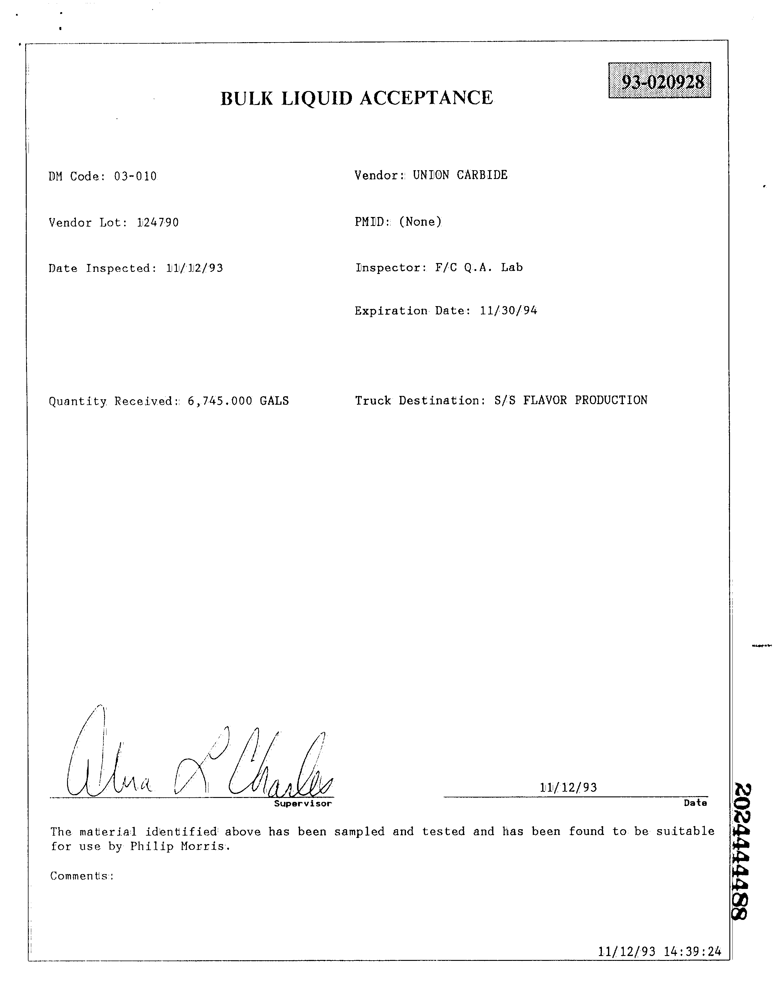 93-020928
BULK LIQUID ACCEPTANCE
DM Code: 03-010 Vendor: UNION CARBIDE
Vendor Lot: 124790 PMID: (None)
Date Inspected: 11/12/93 Inspector: F/C Q.A. Lab
Expiration Date: 11/30/94
Quantity Received: 6,745.000 GALS Truck Destination: S/S FLAVOR PRODUCTION
Alma L Charles 11/12/93
Supervisor Date
The material identified above has been sampled and tested and has been found to be suitable
for use by Philip Morris.
Comments:
11/12/93 14:39:24
2024444488